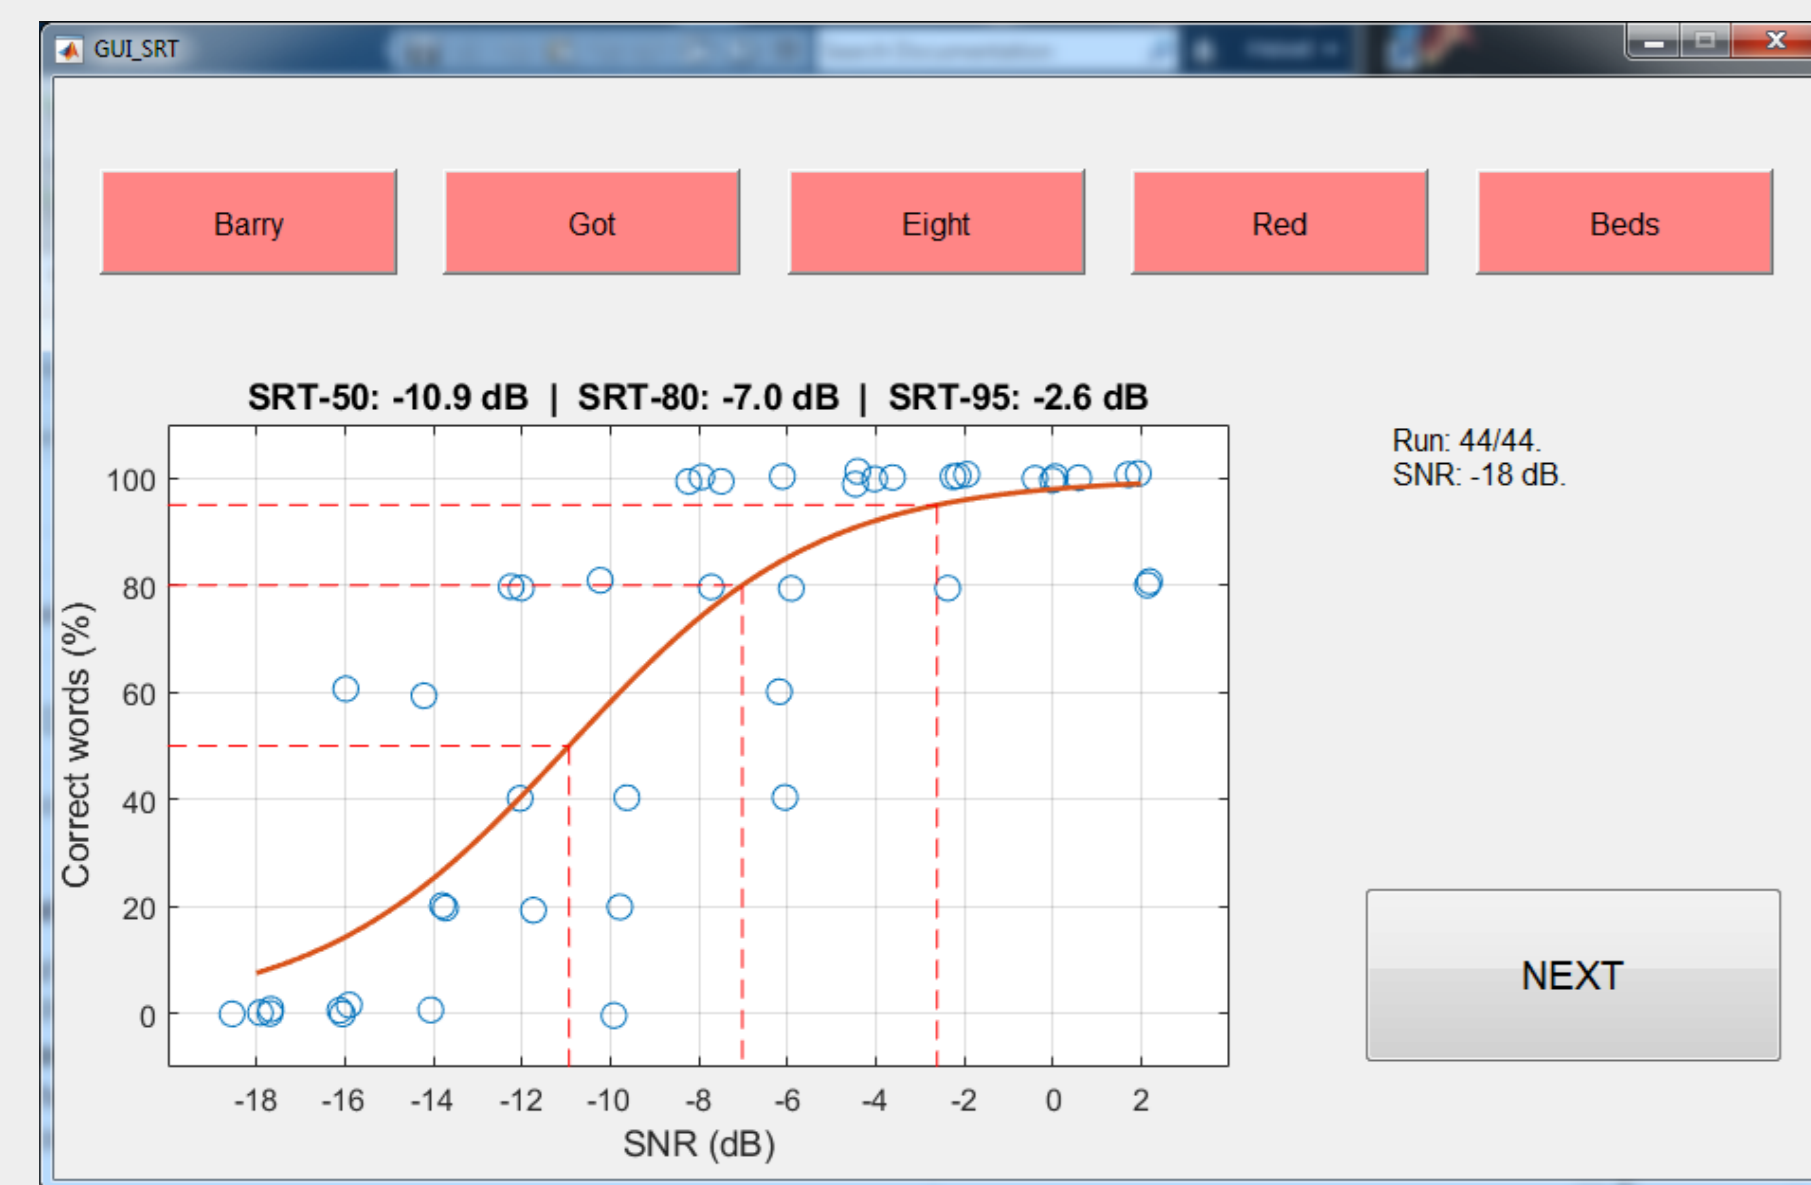 GUI_SRT
Barry
Got
Eight
Red
Beds
SRT-50: -10.9 dB | SRT-80: -7.0 dB | SRT-95: -2.6 dB
Run: 44/44.
SNR: -18 dB.
Correct words (%)
100
80
60
40
20
0
-18 -16 -14 -12 -10 -8 -6 -4 -2 0 2
SNR (dB)
NEXT